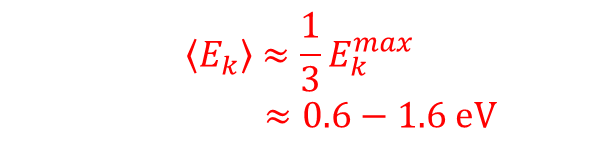 ⟨E_k⟩ ≈ 1/3 E_k^max
≈ 0.6 − 1.6 eV